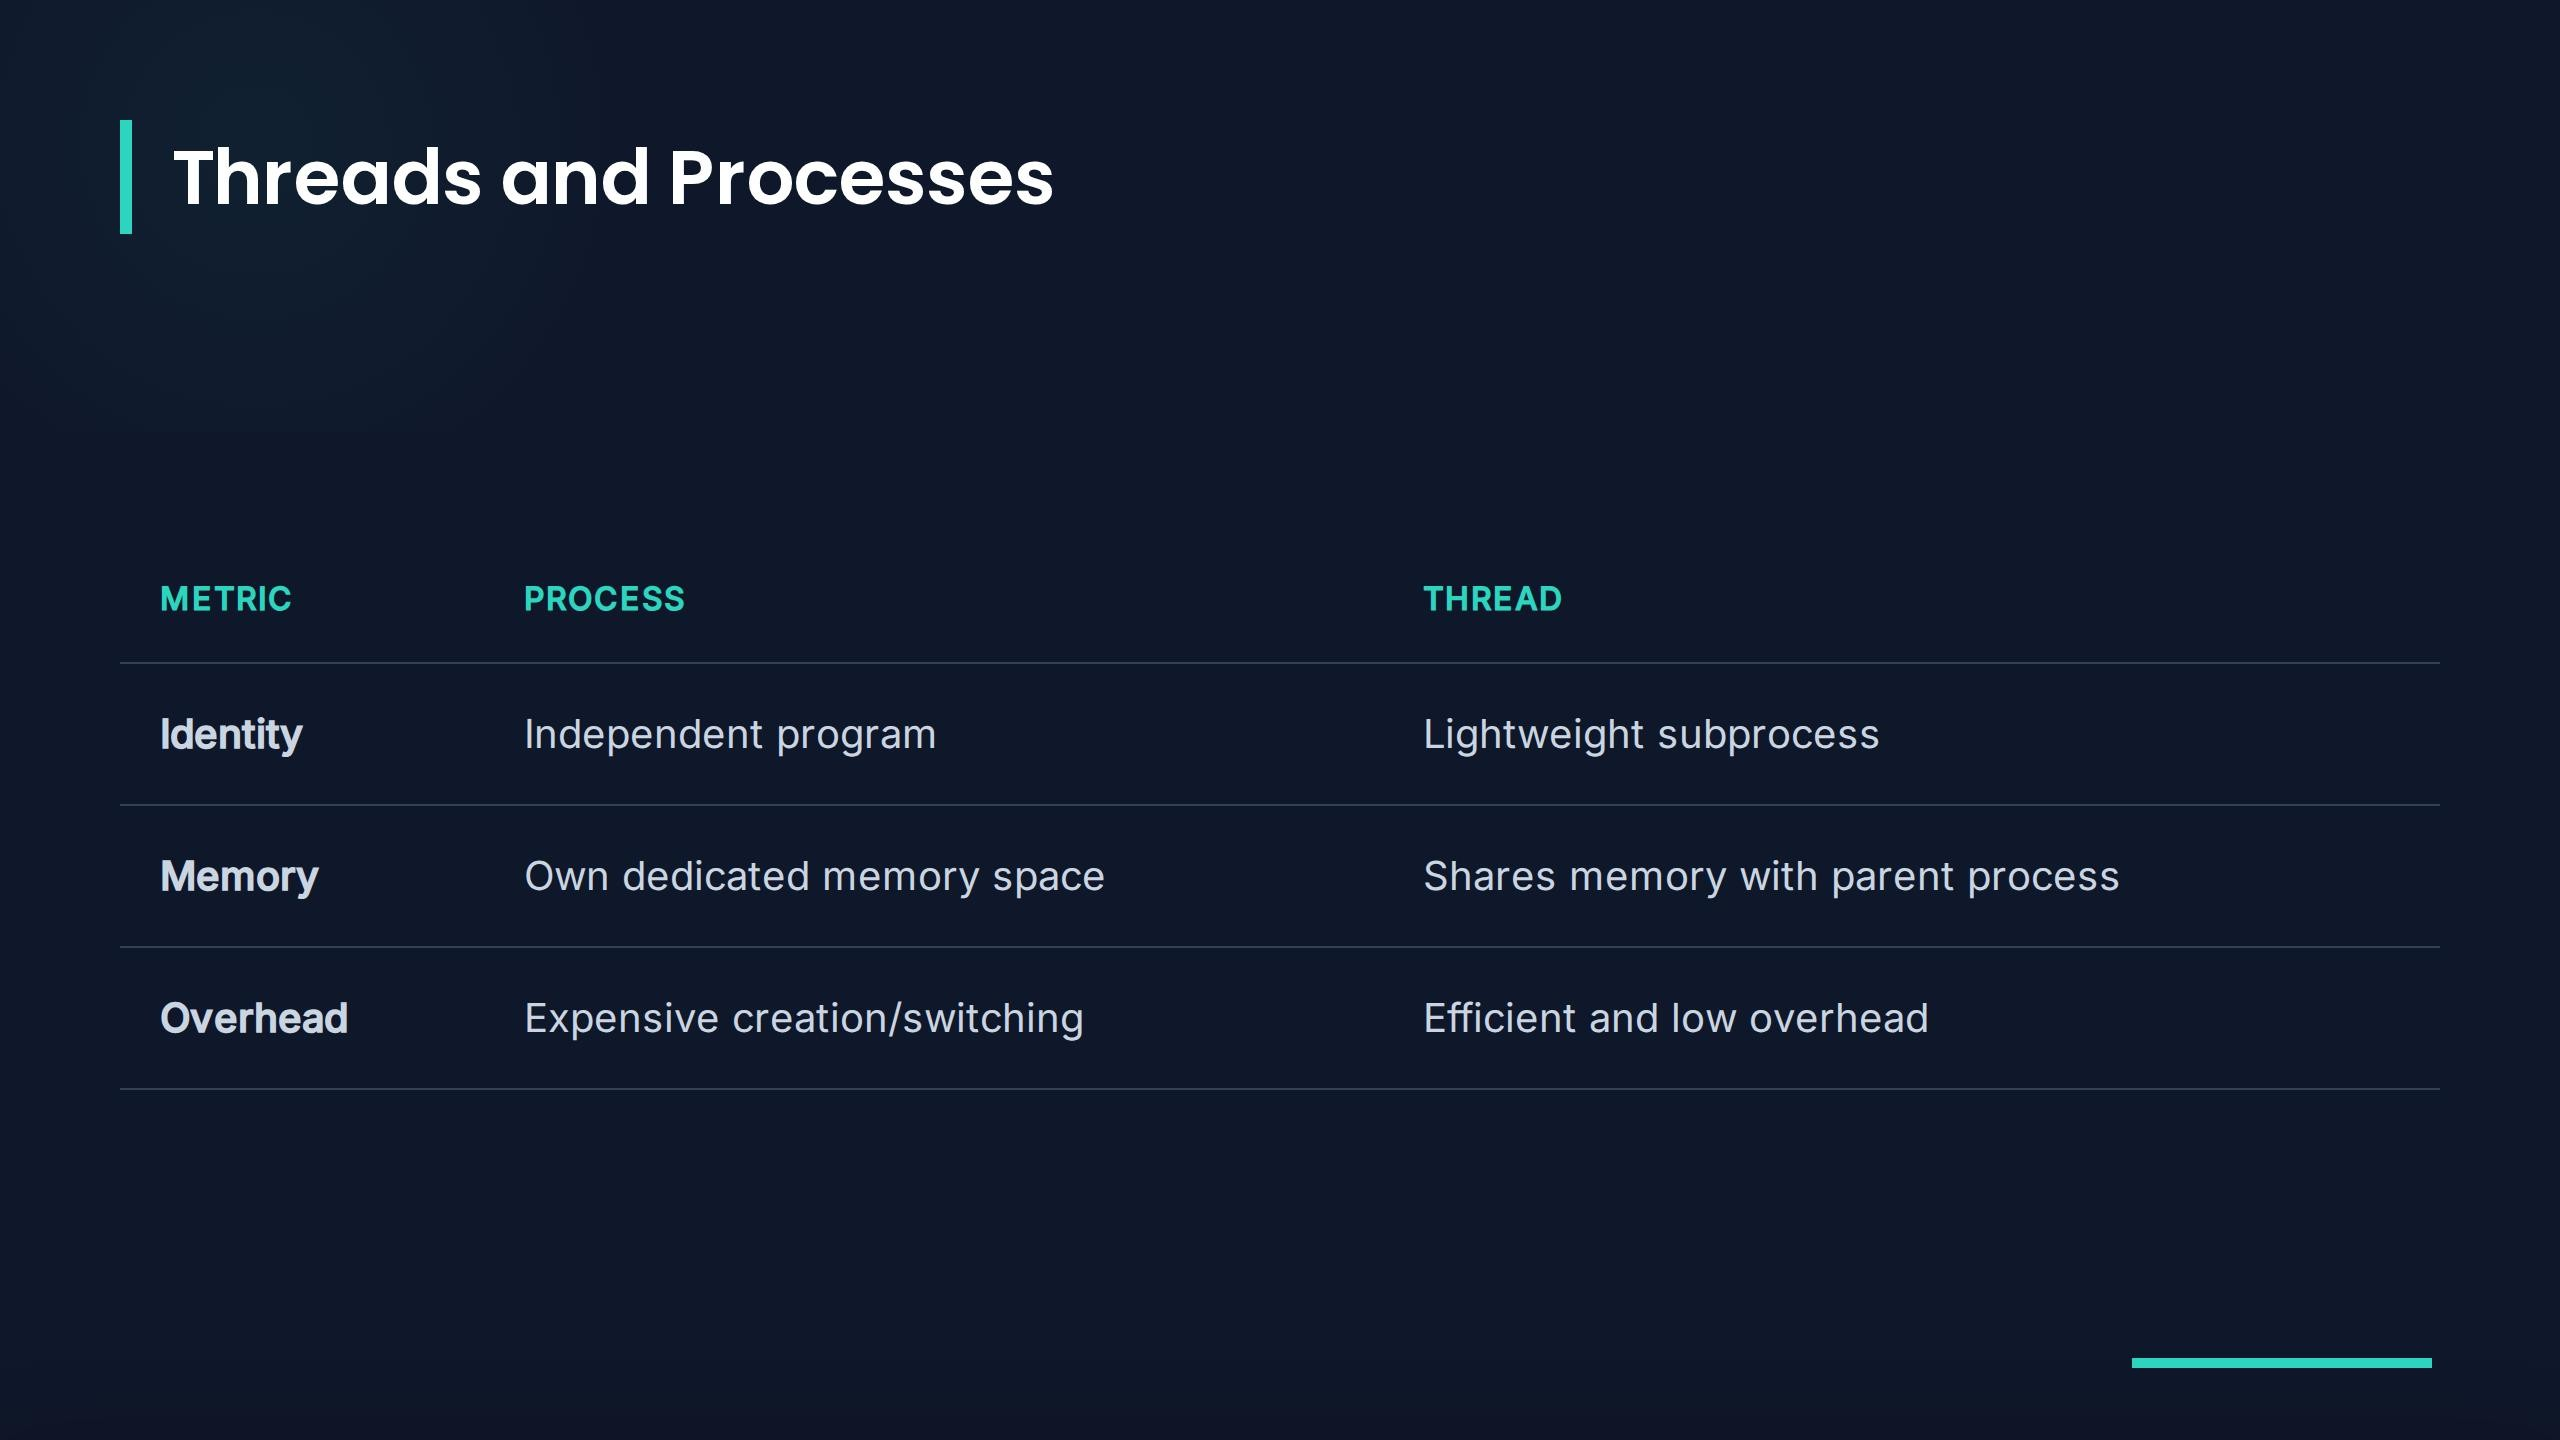 Threads and Processes
METRIC PROCESS THREAD
Identity Independent program Lightweight subprocess
Memory Own dedicated memory space Shares memory with parent process
Overhead Expensive creation/switching Efficient and low overhead